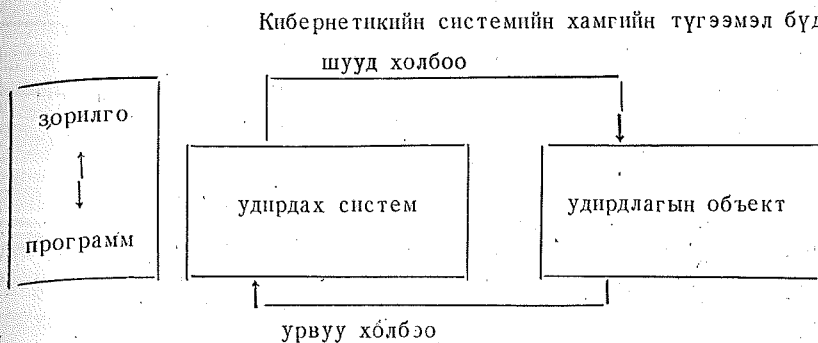 Кибернетикийн системийн хамгийн түгээмэл бүд
шууд холбоо
зорилго
удирдах систем
удирдлагын объект
программ
урвуу холбоо